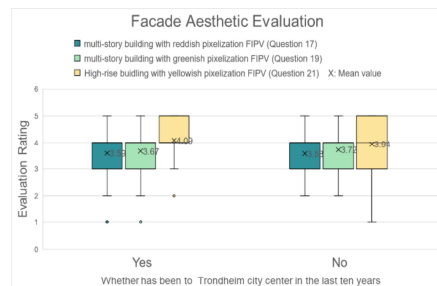 Facade Aesthetic Evaluation
multi-story building with reddish pixelization FIPV (Question 17)
multi-story building with greenish pixelization FIPV (Question 19)
High-rise buidling with yellowish pixelization FIPV (Question 21) X: Mean value
Evaluation Rating
6
5
4
3
2
1
0
3.59
3.67
4.09
3.72
3.94
Yes
No
Whether has been to Trondheim city center in the last ten years